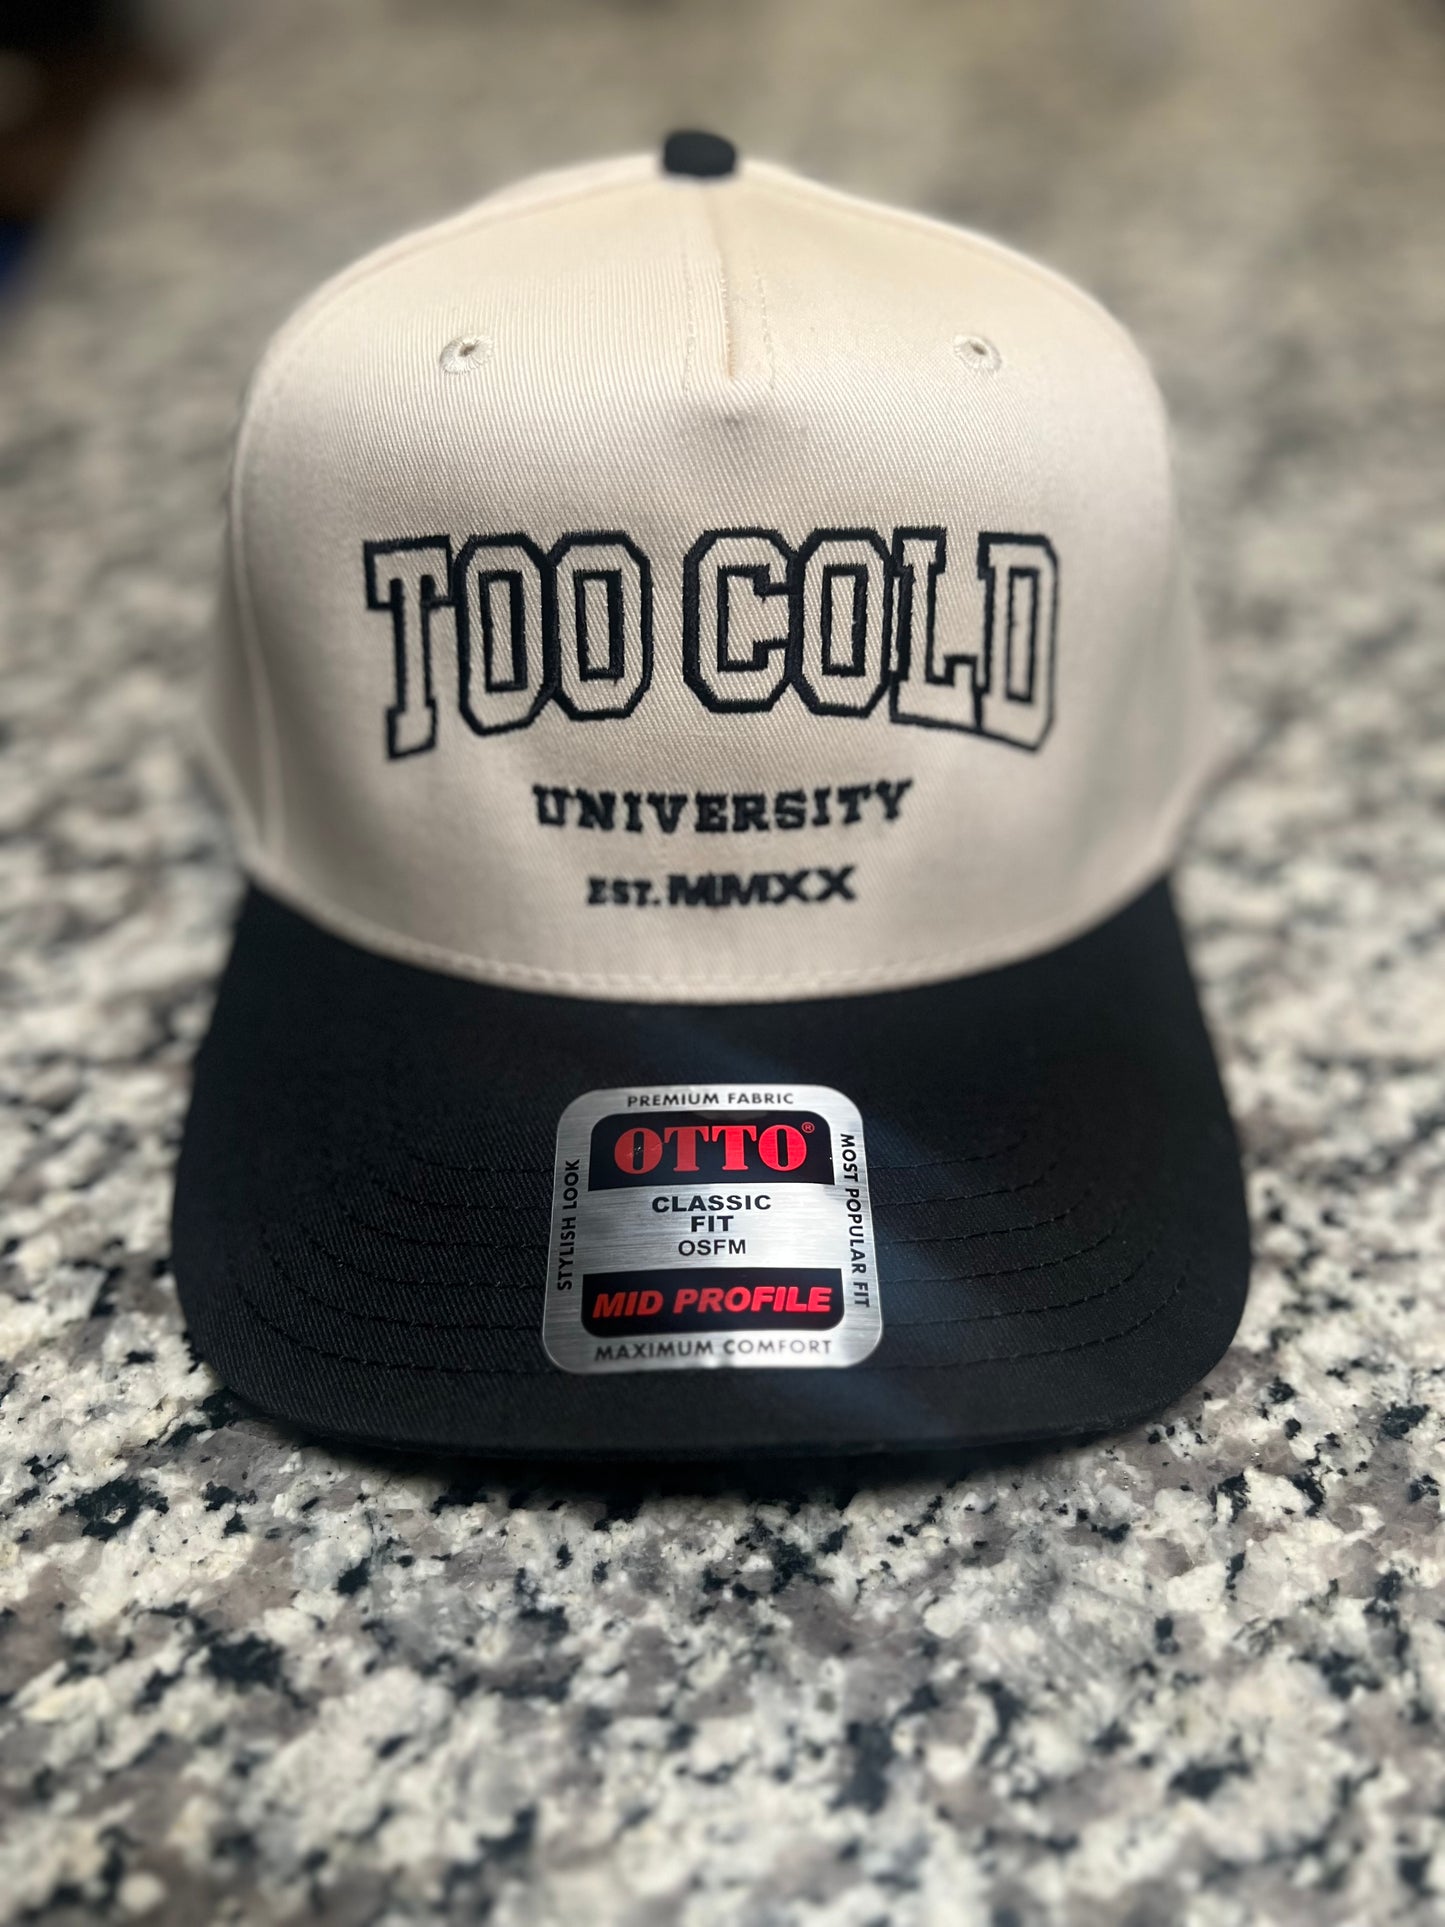 TOO COLD
UNIVERSITY
EST. MMXX
PREMIUM FABRIC
OTTO®
STYLISH LOOK
CLASSIC
FIT
OSFM
MOST POPULAR FIT
MID PROFILE
MAXIMUM COMFORT